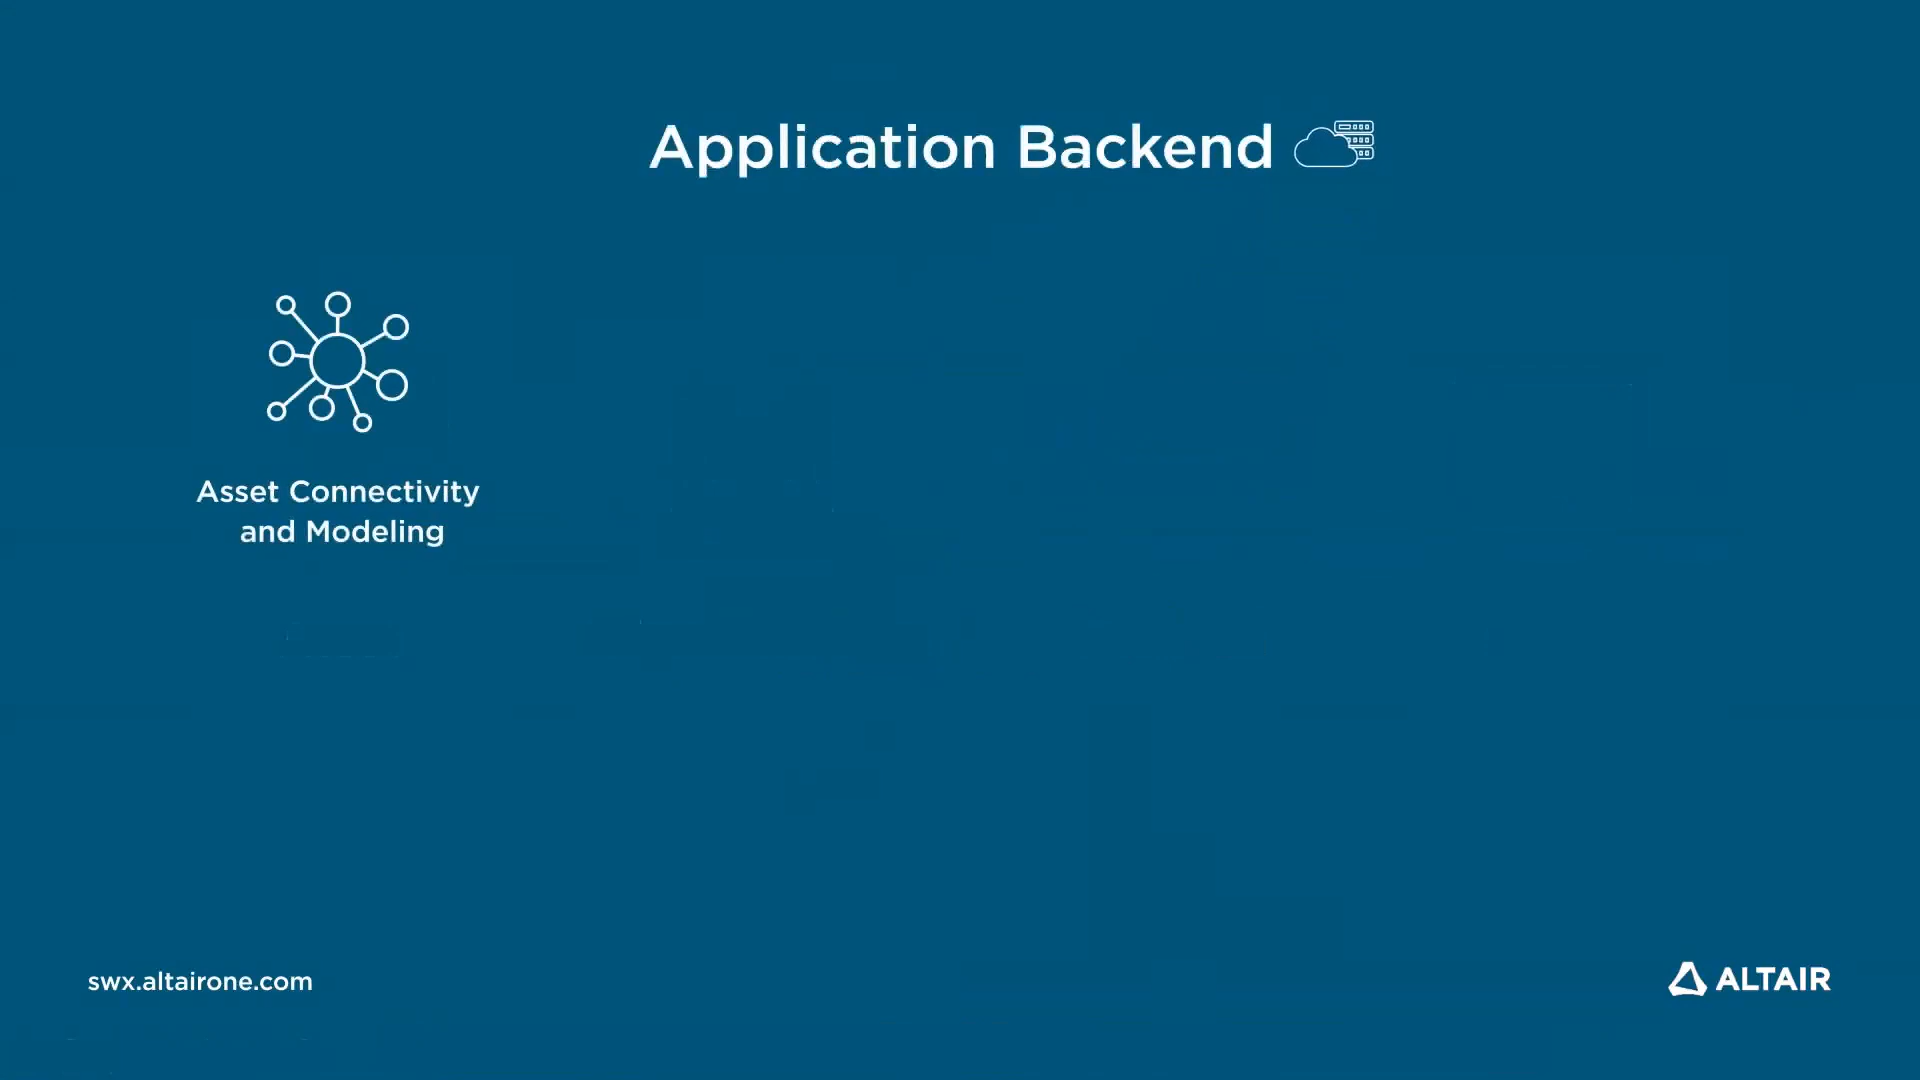 Application Backend
Asset Connectivity
and Modeling
swx.altairone.com
ALTAIR